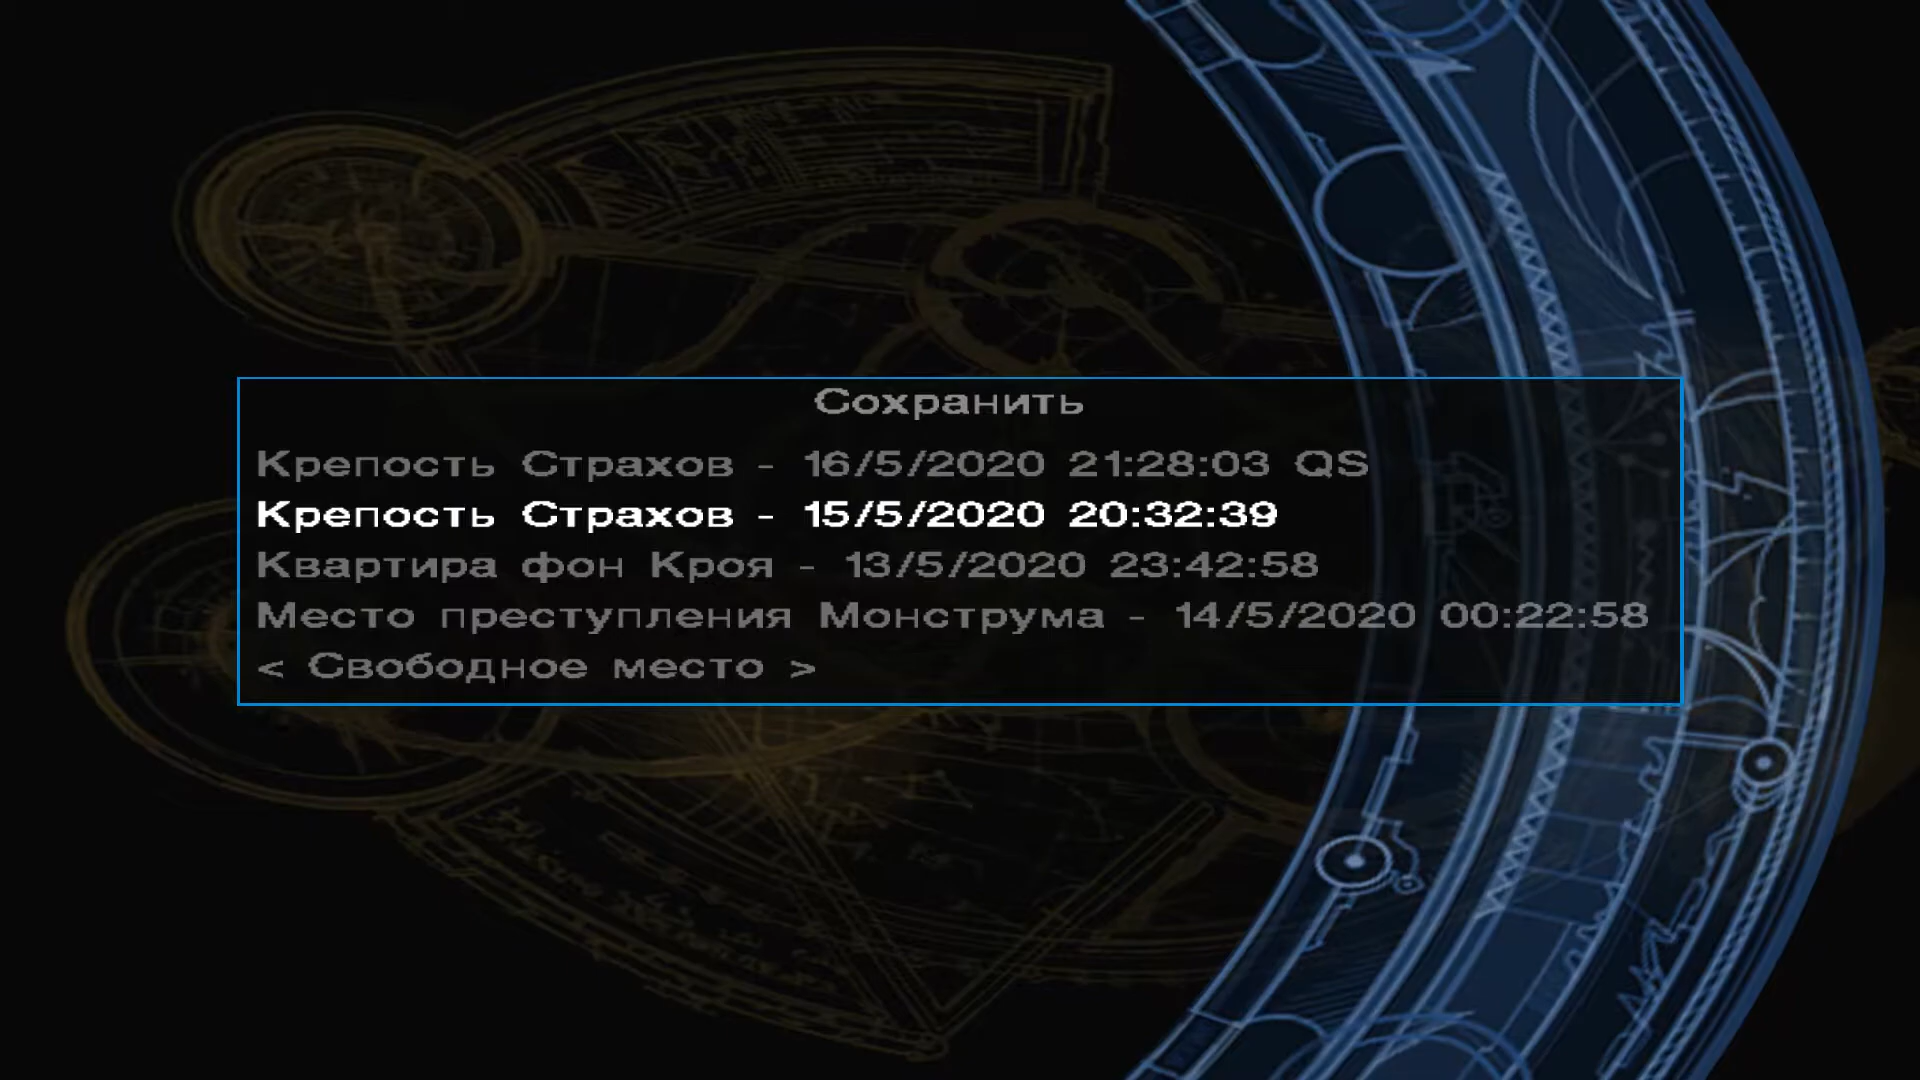 Сохранить
Крепость Страхов - 16/5/2020 21:28:03 QS
Крепость Страхов - 15/5/2020 20:32:39
Квартира фон Кроя - 13/5/2020 23:42:58
Место преступления Монструма - 14/5/2020 00:22:58
< Свободное место >